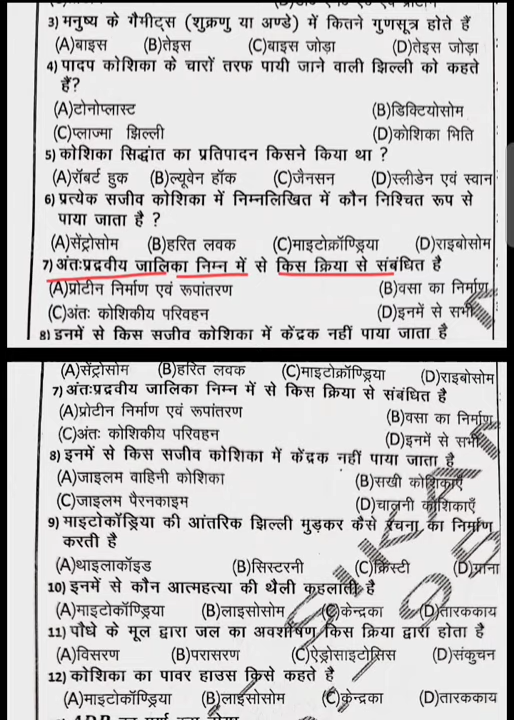 3) मनुष्य के गैमीट्स (शुक्रणु या अण्डे) में कितने गुणसूत्र होते हैं
(A)बाइस (B)तेइस (C)बाइस जोड़ा (D)तेइस जोड़ा
4) पादप कोशिका के चारों तरफ पायी जाने वाली झिल्ली को कहते
हैं?
(A)टोनोप्लास्ट (B)डिक्टियोसोम
(C)प्लाज्मा झिल्ली (D)कोशिका भिति
5) कोशिका सिद्धांत का प्रतिपादन किसने किया था ?
(A)रॉबर्ट हुक (B)ल्यूवेन हॉक (C)जैनसन (D)स्लीडेन एवं स्वान
6) प्रत्येक सजीव कोशिका में निम्नलिखित में कौन निश्चित रूप से
पाया जाता है ?
(A)सेंट्रोसोम (B)हरित लवक (C)माइटोक्रॉण्ड्रिया (D)राइबोसोम
7) अंतःप्रद्रवीय जालिका निम्न में से किस क्रिया से संबंधित है
(A)प्रोटीन निर्माण एवं रूपांतरण (B)वसा का निर्माण
(C)अंतः कोशिकीय परिवहन (D)इनमें से सभी
8) इनमें से किस सजीव कोशिका में केंद्रक नहीं पाया जाता है
(A)सेंट्रोसोम (B)हरित लवक (C)माइटोक्रॉण्ड्रिया (D)राइबोसोम
7) अंतःप्रद्रवीय जालिका निम्न में से किस क्रिया से संबंधित है
(A)प्रोटीन निर्माण एवं रूपांतरण (B)वसा का निर्माण
(C)अंतः कोशिकीय परिवहन (D)इनमें से सभी
8) इनमें से किस सजीव कोशिका में केंद्रक नहीं पाया जाता है
(A)जाइलम वाहिनी कोशिका (B)सखी कोशिकाएँ
(C)जाइलम पैरनकाइम (D)चालनी कोशिकाएँ
9) माइटोकॉड्रिया की आंतरिक झिल्ली मुड़कर कैसे रचना का निर्माण
करती है
(A)थाइलाकॉइड (B)सिस्टरनी (C)क्रिस्टी (D)ग्राना
10) इनमें से कौन आत्महत्या की थैली कहलाती है
(A)माइटोकॉण्ड्रिया (B)लाइसोसोम (C)केन्द्रका (D)तारककाय
11) पौधे के मूल द्वारा जल का अवशोषण किस क्रिया द्वारा होता है
(A)विसरण (B)परासरण (C)ऐड्रोसाइटोसिस (D)संकुचन
12) कोशिका का पावर हाउस किसे कहते है
(A)माइटोकॉण्ड्रिया (B)लाईसोसोम (C)केन्द्रका (D)तारककाय